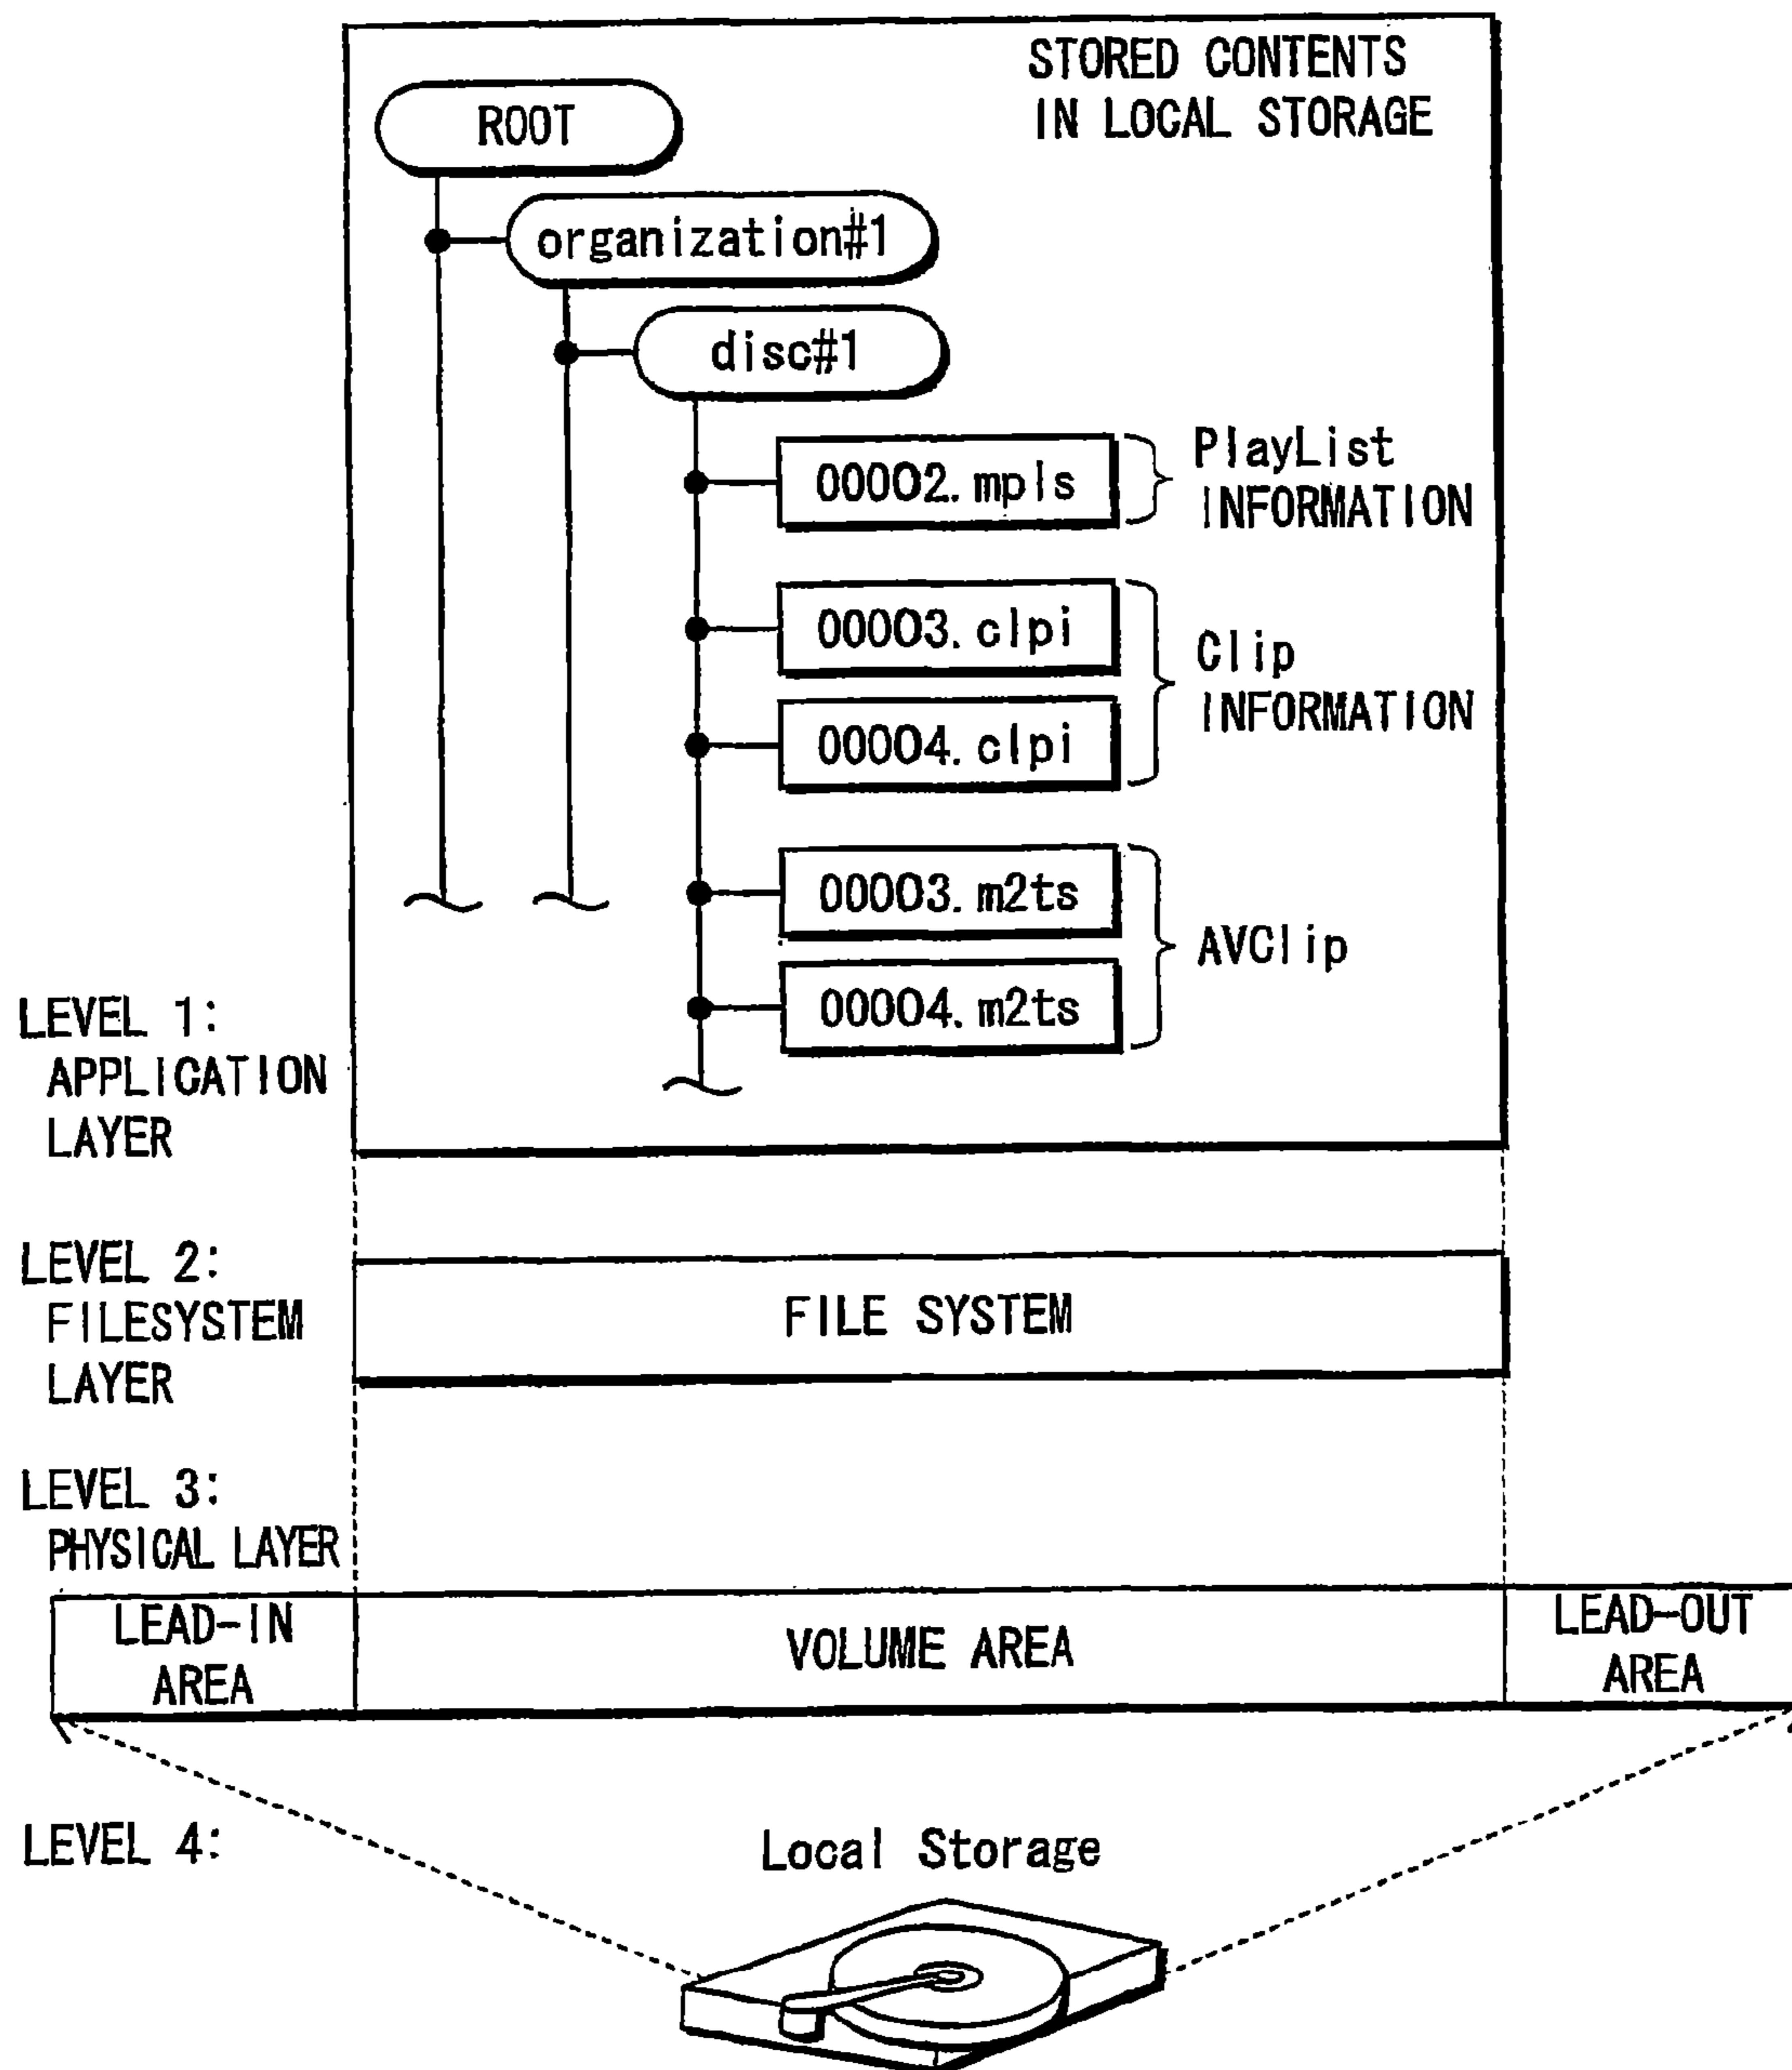 STORED CONTENTS
IN LOCAL STORAGE
ROOT
organization#1
disc#1
00002.mpls
PlayList
INFORMATION
00003.clpi
Clip
INFORMATION
00004.clpi
00003.m2ts
AVClip
00004.m2ts
LEVEL 1:
APPLICATION
LAYER
LEVEL 2:
FILESYSTEM
LAYER
FILE SYSTEM
LEVEL 3:
PHYSICAL LAYER
LEAD-IN
AREA
VOLUME AREA
LEAD-OUT
AREA
LEVEL 4:
Local Storage